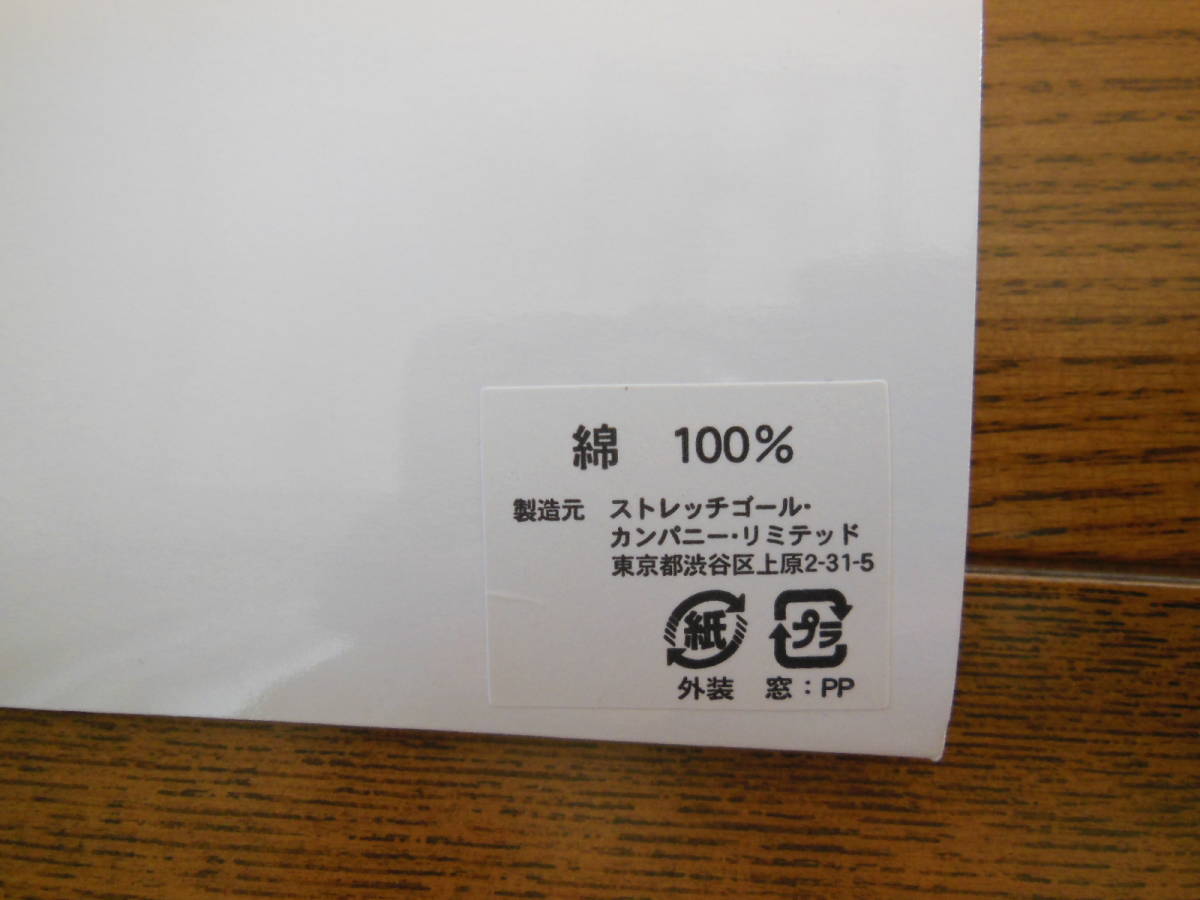 綿 100%
製造元 ストレッチゴール・
カンパニー・リミテッド
東京都渋谷区上原2-31-5
紙 プラ
外装 窓：PP